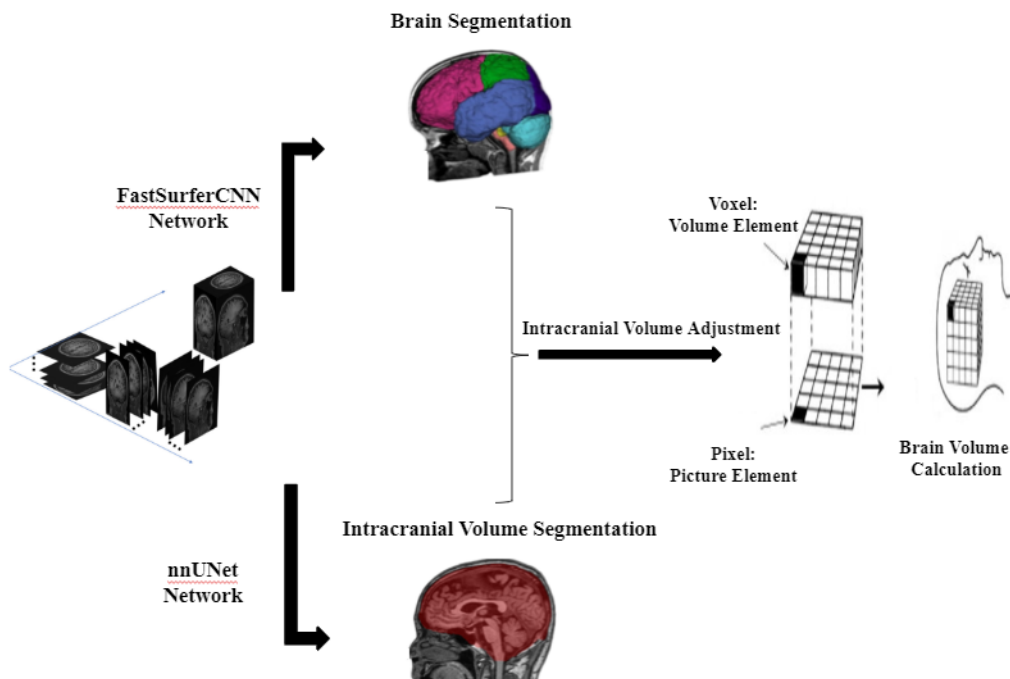 Brain Segmentation
FastSurferCNN
Network
Voxel:
Volume Element
Intracranial Volume Adjustment
Pixel:
Picture Element
Brain Volume
Calculation
Intracranial Volume Segmentation
nnUNet
Network